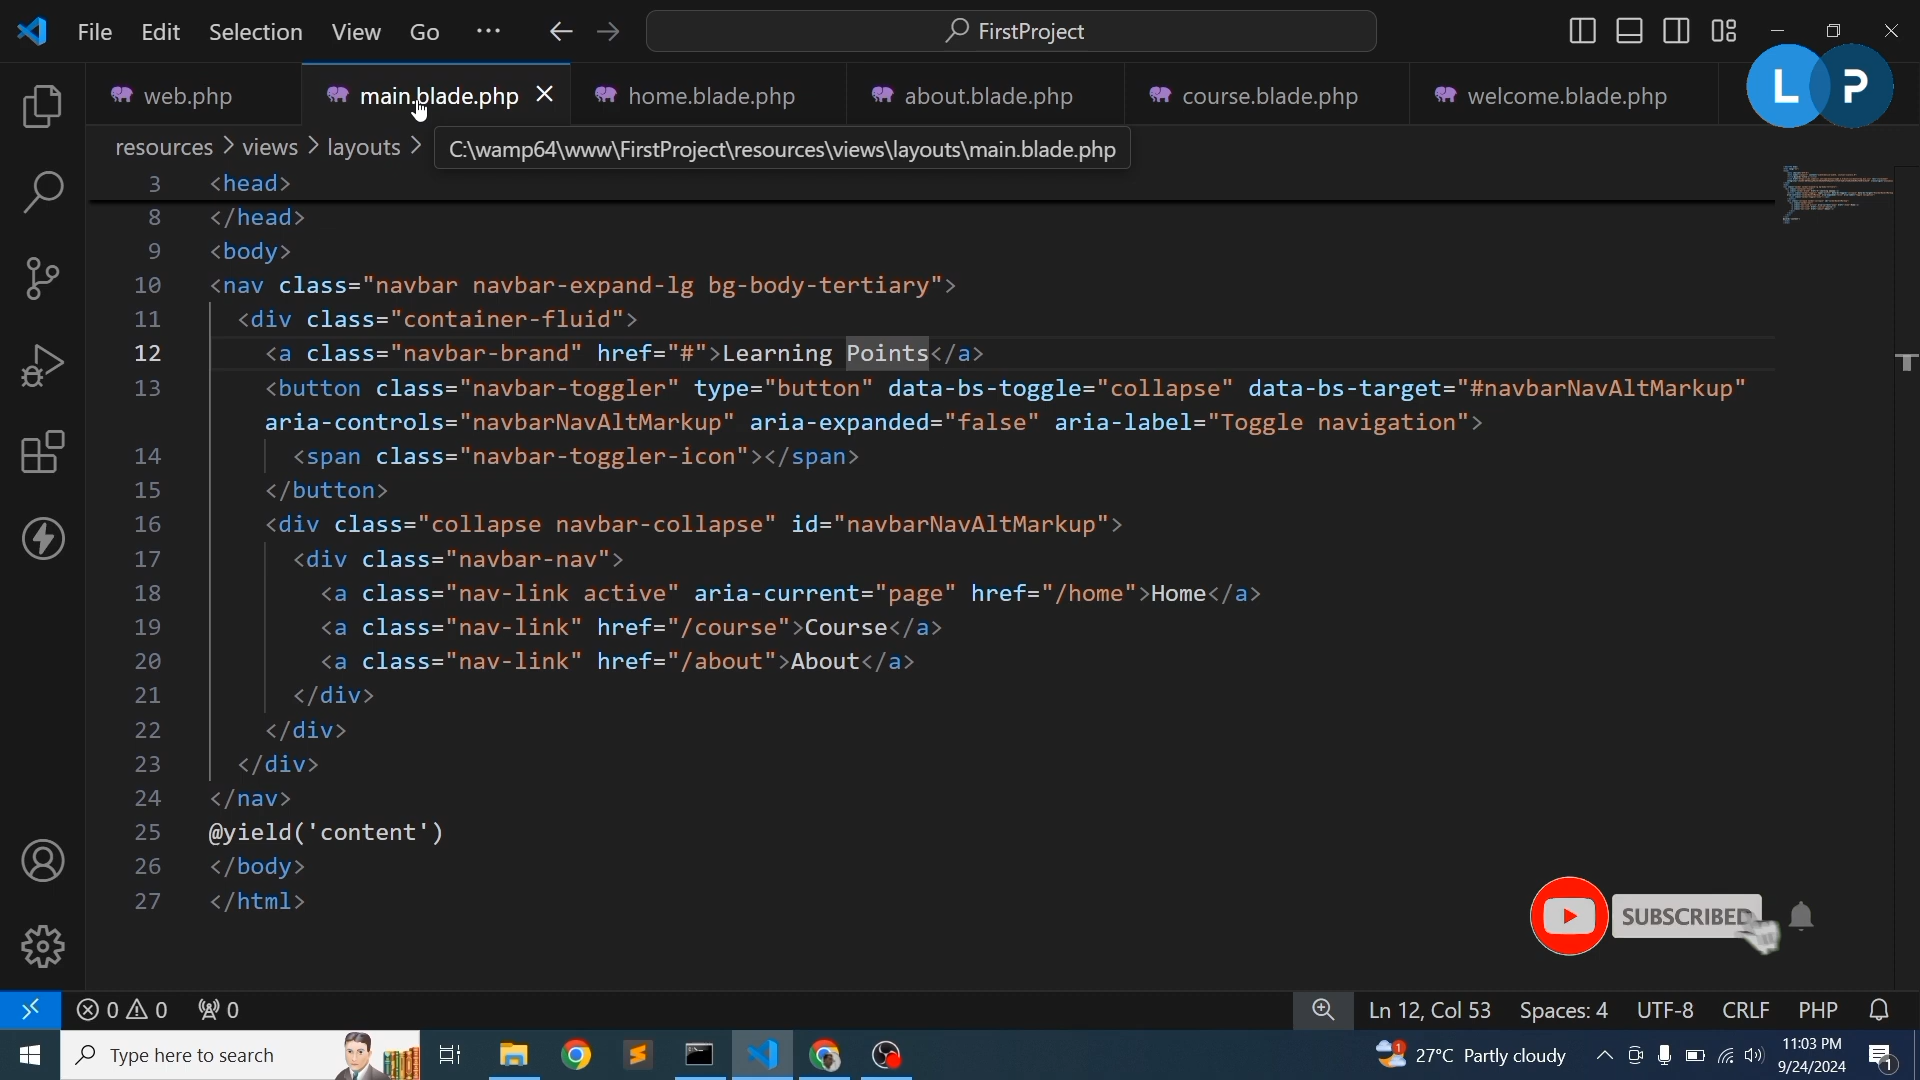 File Edit Selection View Go ··· FirstProject
web.php main.blade.php home.blade.php about.blade.php course.blade.php welcome.blade.php L P
resources > views > layouts > C:\wamp64\www\FirstProject\resources\views\layouts\main.blade.php
3 <head>
8 </head>
9 <body>
10 <nav class="navbar navbar-expand-lg bg-body-tertiary">
11 <div class="container-fluid">
12 <a class="navbar-brand" href="#">Learning Points</a>
13 <button class="navbar-toggler" type="button" data-bs-toggle="collapse" data-bs-target="#navbarNavAltMarkup"
aria-controls="navbarNavAltMarkup" aria-expanded="false" aria-label="Toggle navigation">
14 <span class="navbar-toggler-icon"></span>
15 </button>
16 <div class="collapse navbar-collapse" id="navbarNavAltMarkup">
17 <div class="navbar-nav">
18 <a class="nav-link active" aria-current="page" href="/home">Home</a>
19 <a class="nav-link" href="/course">Course</a>
20 <a class="nav-link" href="/about">About</a>
21 </div>
22 </div>
23 </div>
24 </nav>
25 @yield('content')
26 </body>
27 </html>
SUBSCRIBED
0 0 0 Ln 12, Col 53 Spaces: 4 UTF-8 CRLF PHP
Type here to search 1 27°C Partly cloudy 11:03 PM
9/24/2024 1